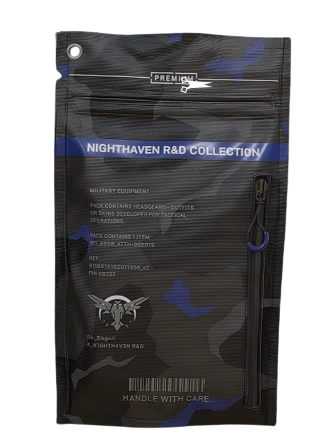 PREMIUM
NIGHTHAVEN R&D COLLECTION
MILITARY EQUIPMENT
PACK CONTAINS HEADGEARS - OUTFITS
OR SKINS DEVELOPED FOR TACTICAL
OPERATIONS.
PACK CONTAINS 1 ITEM
REF:
HANDLE WITH CARE.